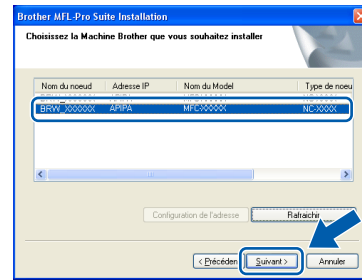 Brother MFL-Pro Suite Installation
Choisissez la Machine Brother que vous souhaitez installer
Nom du noeud Adresse IP Nom du Model Type de noeu
BRW_XXXXXX APIPA MFC-XXXXX NC-XXXX
Configuration de l'adresse Rafraichir
< Précéden Suivant > Annuler